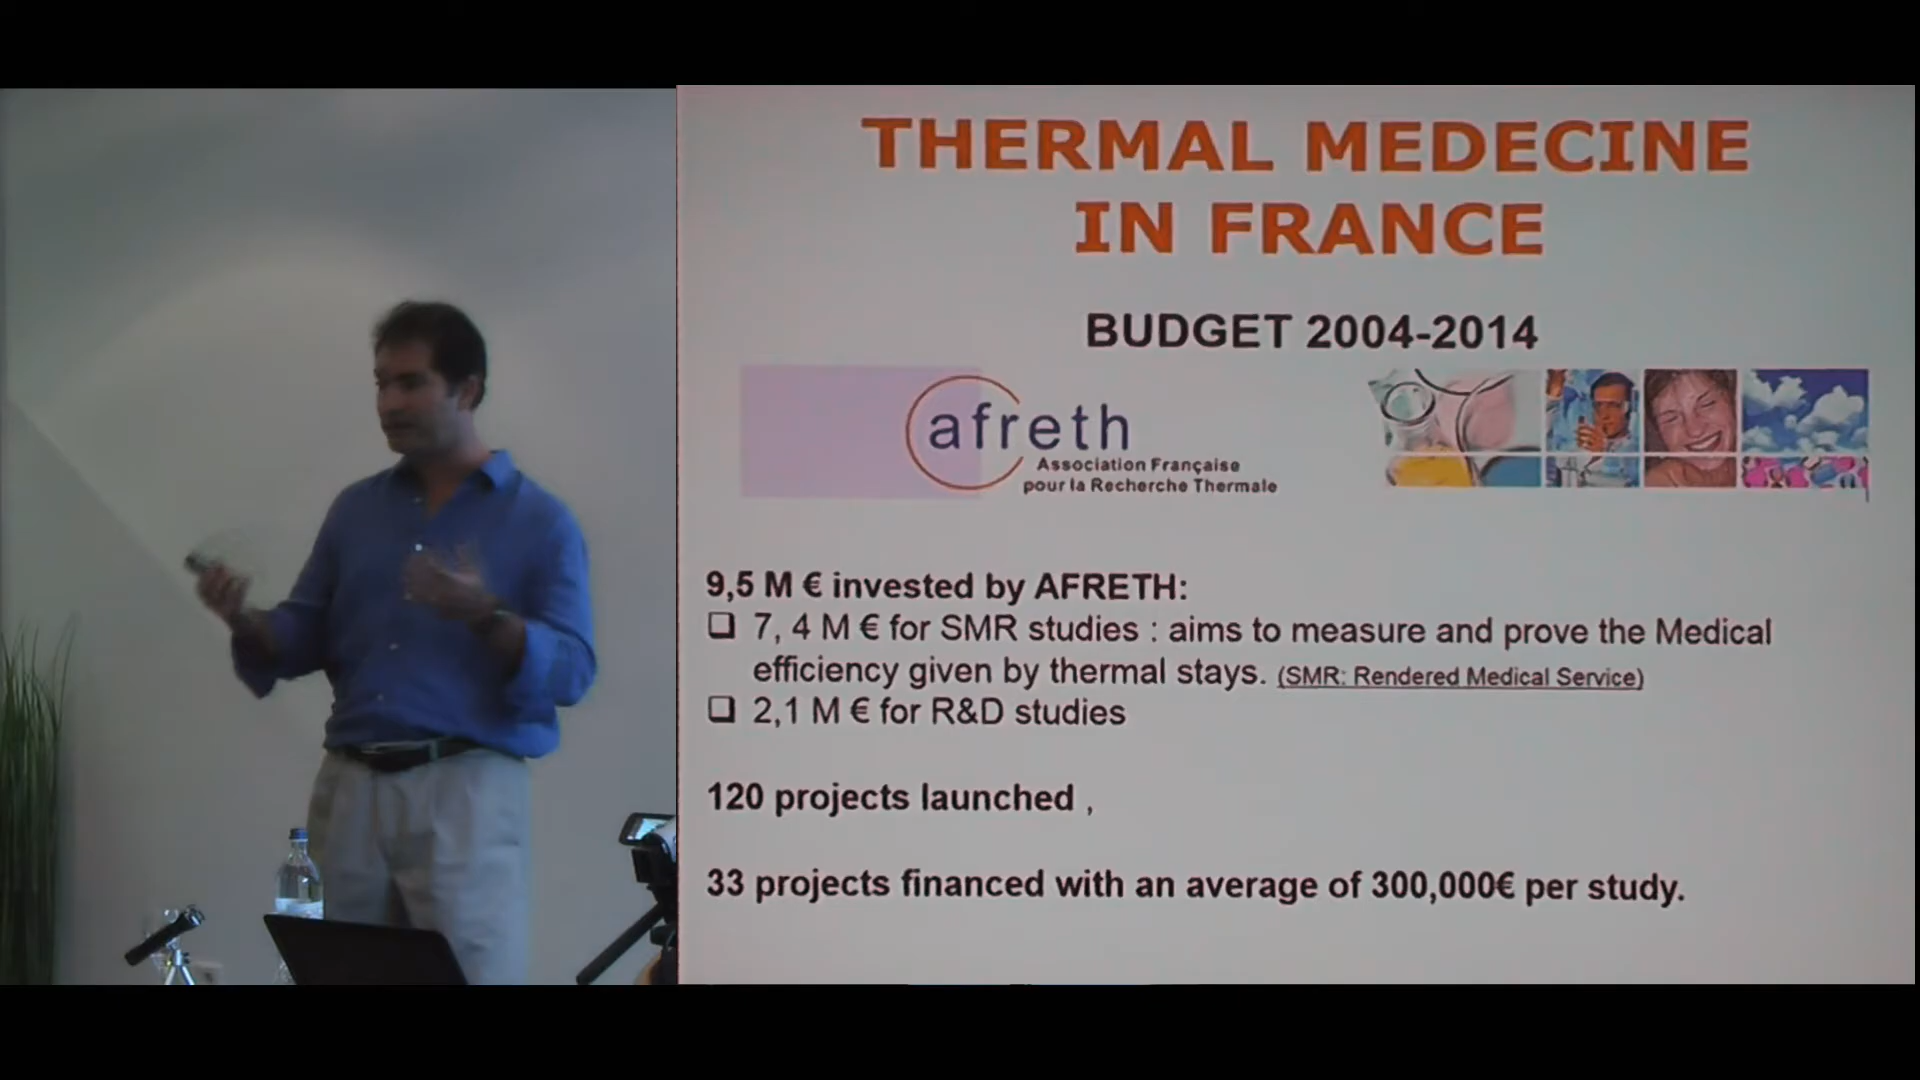 THERMAL MEDECINE
IN FRANCE
BUDGET 2004-2014
afreth
Association Française
pour la Recherche Thermale
9,5 M € invested by AFRETH:
❑ 7, 4 M € for SMR studies : aims to measure and prove the Medical
efficiency given by thermal stays. (SMR: Rendered Medical Service)
❑ 2,1 M € for R&D studies
120 projects launched ,
33 projects financed with an average of 300,000€ per study.